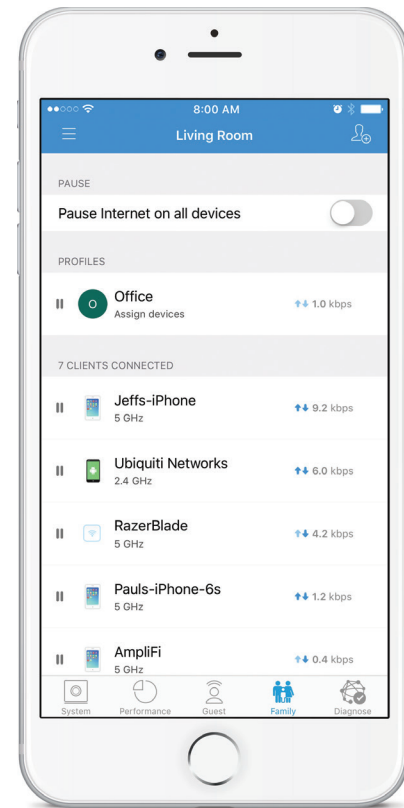 8:00 AM
Living Room
PAUSE
Pause Internet on all devices
PROFILES
O
Office
Assign devices
1.0 kbps
7 CLIENTS CONNECTED
Jeffs-iPhone
5 GHz
9.2 kbps
Ubiquiti Networks
2.4 GHz
6.0 kbps
RazerBlade
5 GHz
4.2 kbps
Pauls-iPhone-6s
5 GHz
1.2 kbps
AmpliFi
5 GHz
0.4 kbps
System
Performance
Guest
Family
Diagnose